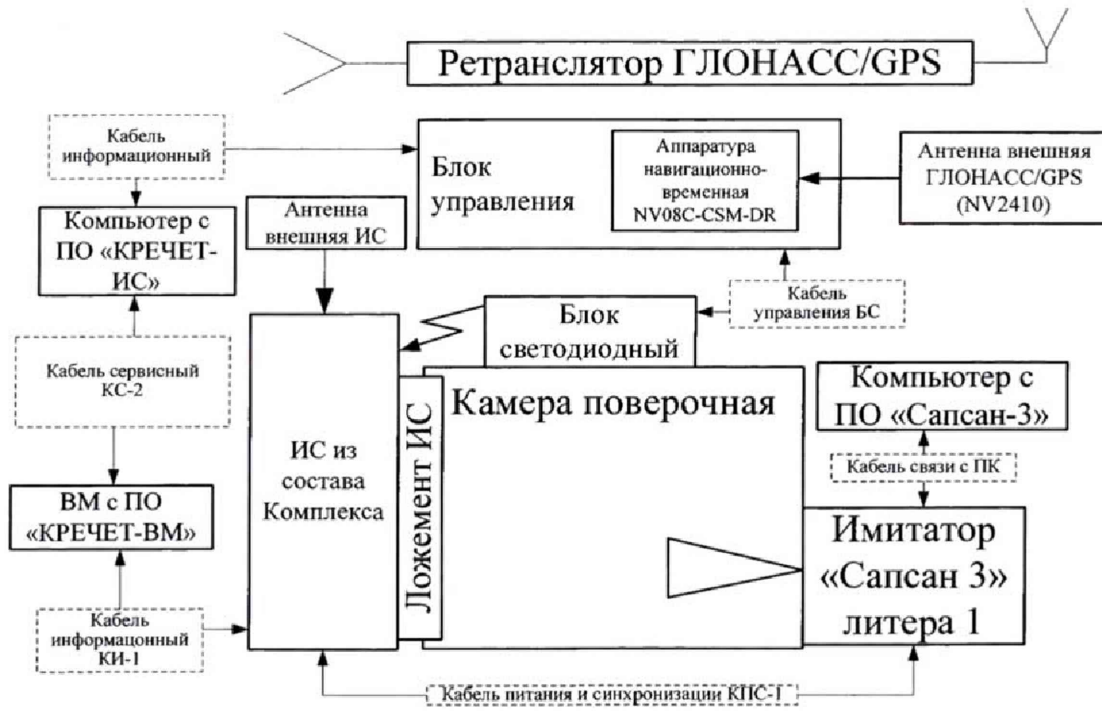 Ретранслятор ГЛОНАСС/GPS
Кабель
информационный
Блок
управления
Аппаратура
навигационно-
временная
NV08C-CSM-DR
Антенна внешняя
ГЛОНАСС/GPS
(NV2410)
Компьютер с
ПО «КРЕЧЕТ-
ИС»
Антенна
внешняя ИС
Кабель
управления БС
Блок
светодиодный
Кабель сервисный
КС-2
ИС из
состава
Комплекса
Ложемент ИС
Камера поверочная
Компьютер с
ПО «Сапсан-3»
Кабель связи с ПК
ВМ с ПО
«КРЕЧЕТ-ВМ»
Имитатор
«Сапсан 3»
литера 1
Кабель
информацонный
КИ-1
Кабель питания и синхронизации КПС-1